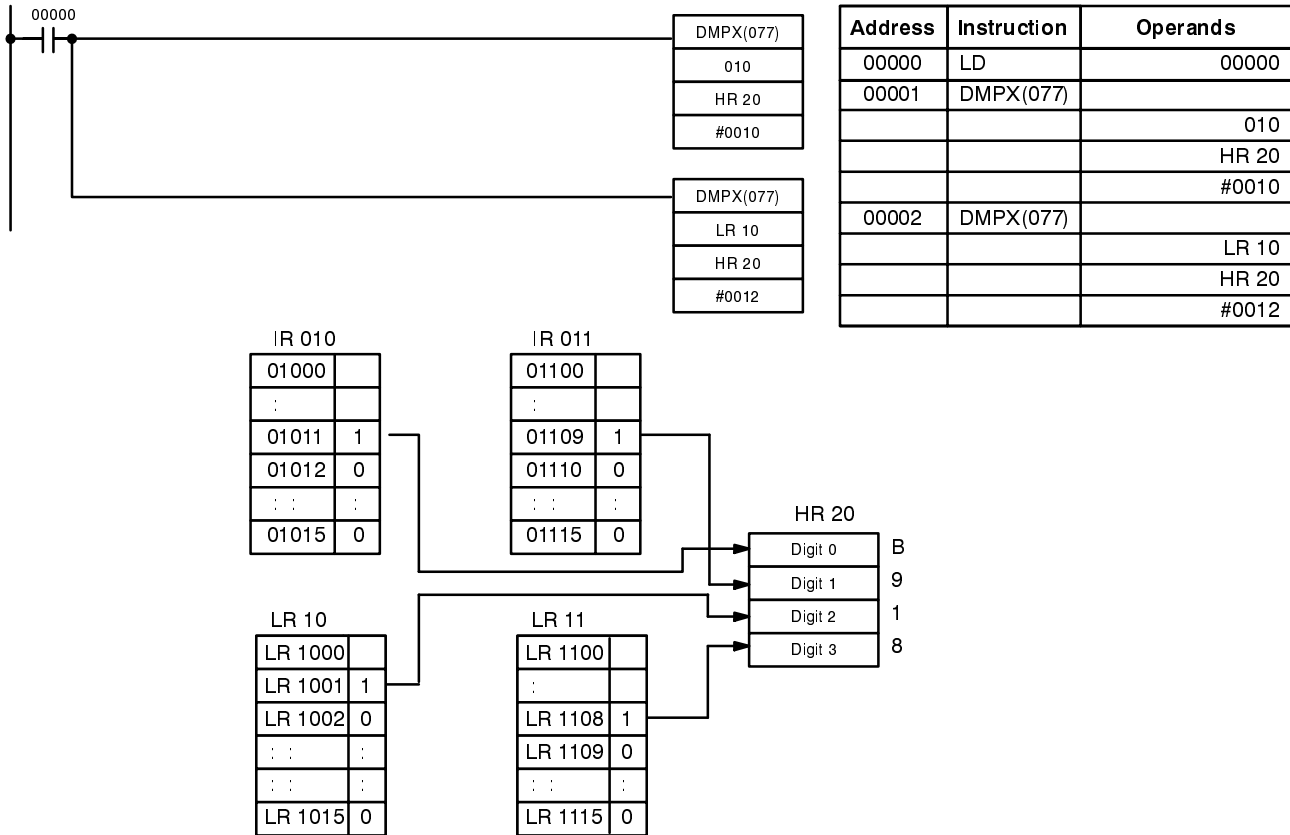 00000
DMPX(077)
010
HR 20
#0010
DMPX(077)
LR 10
HR 20
#0012
Address Instruction Operands
00000 LD 00000
00001 DMPX(077)
010
HR 20
#0010
00002 DMPX(077)
LR 10
HR 20
#0012
IR 010
01000
:
01011 1
01012 0
: : :
01015 0
IR 011
01100
:
01109 1
01110 0
: : :
01115 0
HR 20
Digit 0 B
Digit 1 9
Digit 2 1
Digit 3 8
LR 10
LR 1000
LR 1001 1
LR 1002 0
: : :
: : :
LR 1015 0
LR 11
LR 1100
:
LR 1108 1
LR 1109 0
: : :
LR 1115 0